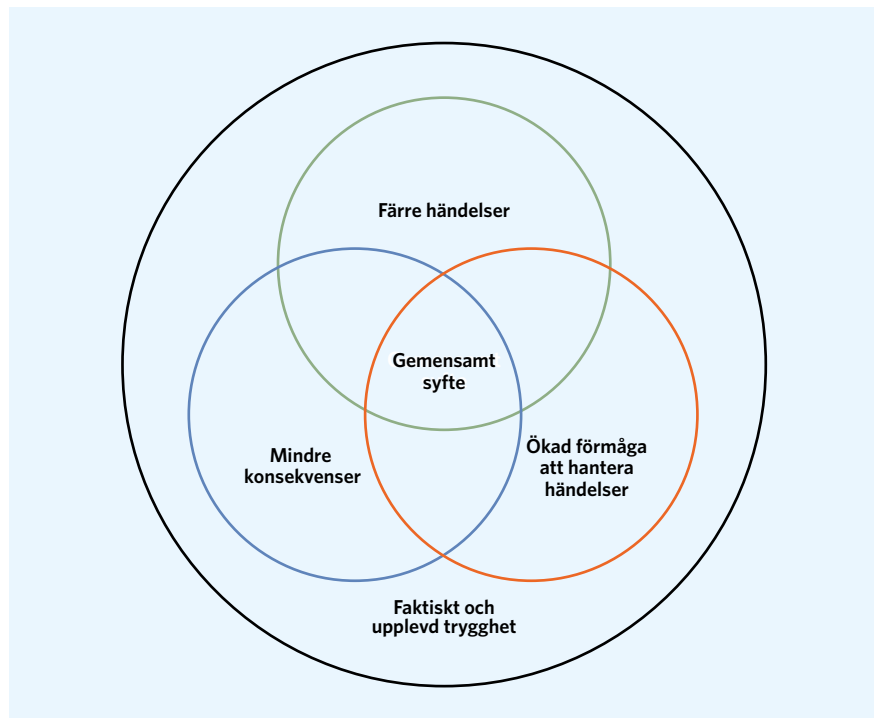 Färre händelser
Gemensamt
syfte
Mindre
konsekvenser
Ökad förmåga
att hantera
händelser
Faktiskt och
upplevd trygghet